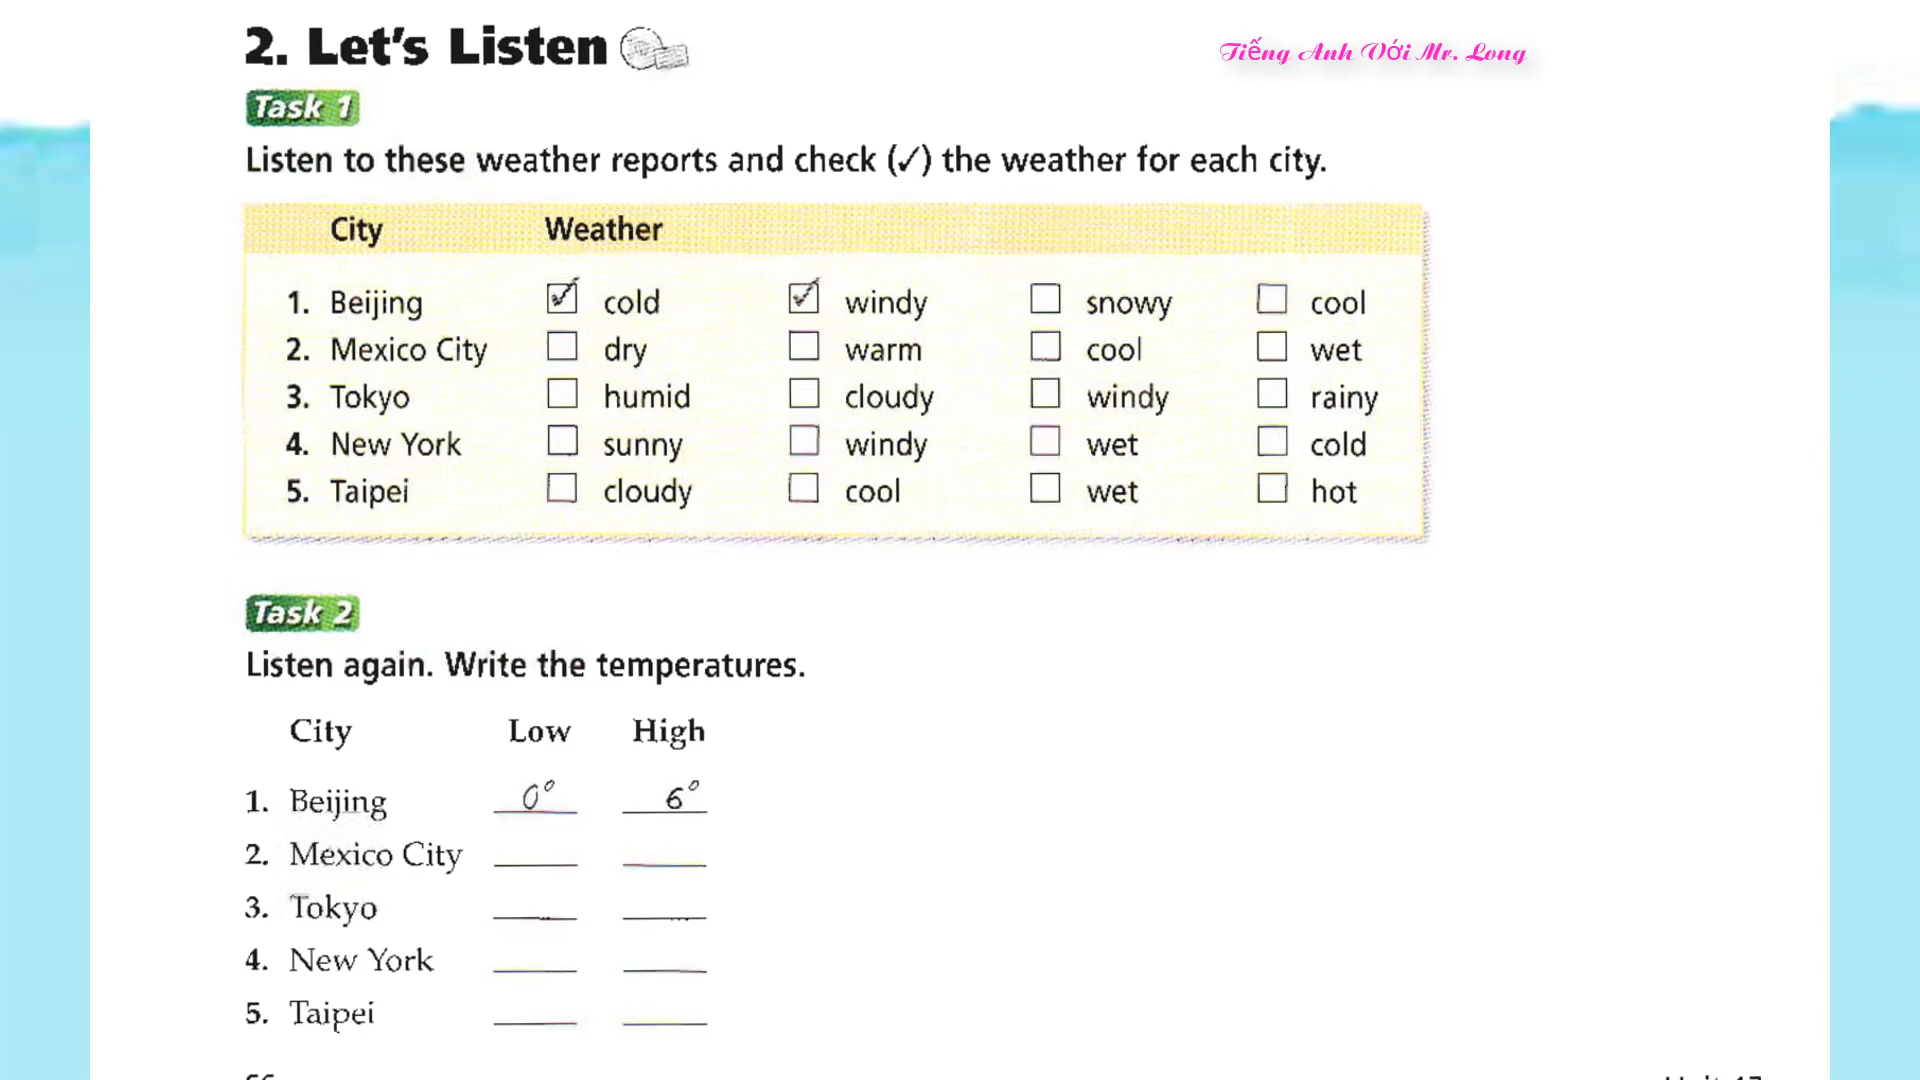 2. Let's Listen
Tiếng Anh Với Mr. Long
Task 1
Listen to these weather reports and check (✓) the weather for each city.
City Weather
1. Beijing ☑ cold ☑ windy ☐ snowy ☐ cool
2. Mexico City ☐ dry ☐ warm ☐ cool ☐ wet
3. Tokyo ☐ humid ☐ cloudy ☐ windy ☐ rainy
4. New York ☐ sunny ☐ windy ☐ wet ☐ cold
5. Taipei ☐ cloudy ☐ cool ☐ wet ☐ hot
Task 2
Listen again. Write the temperatures.
City Low High
1. Beijing 0° 6°
2. Mexico City
3. Tokyo
4. New York
5. Taipei